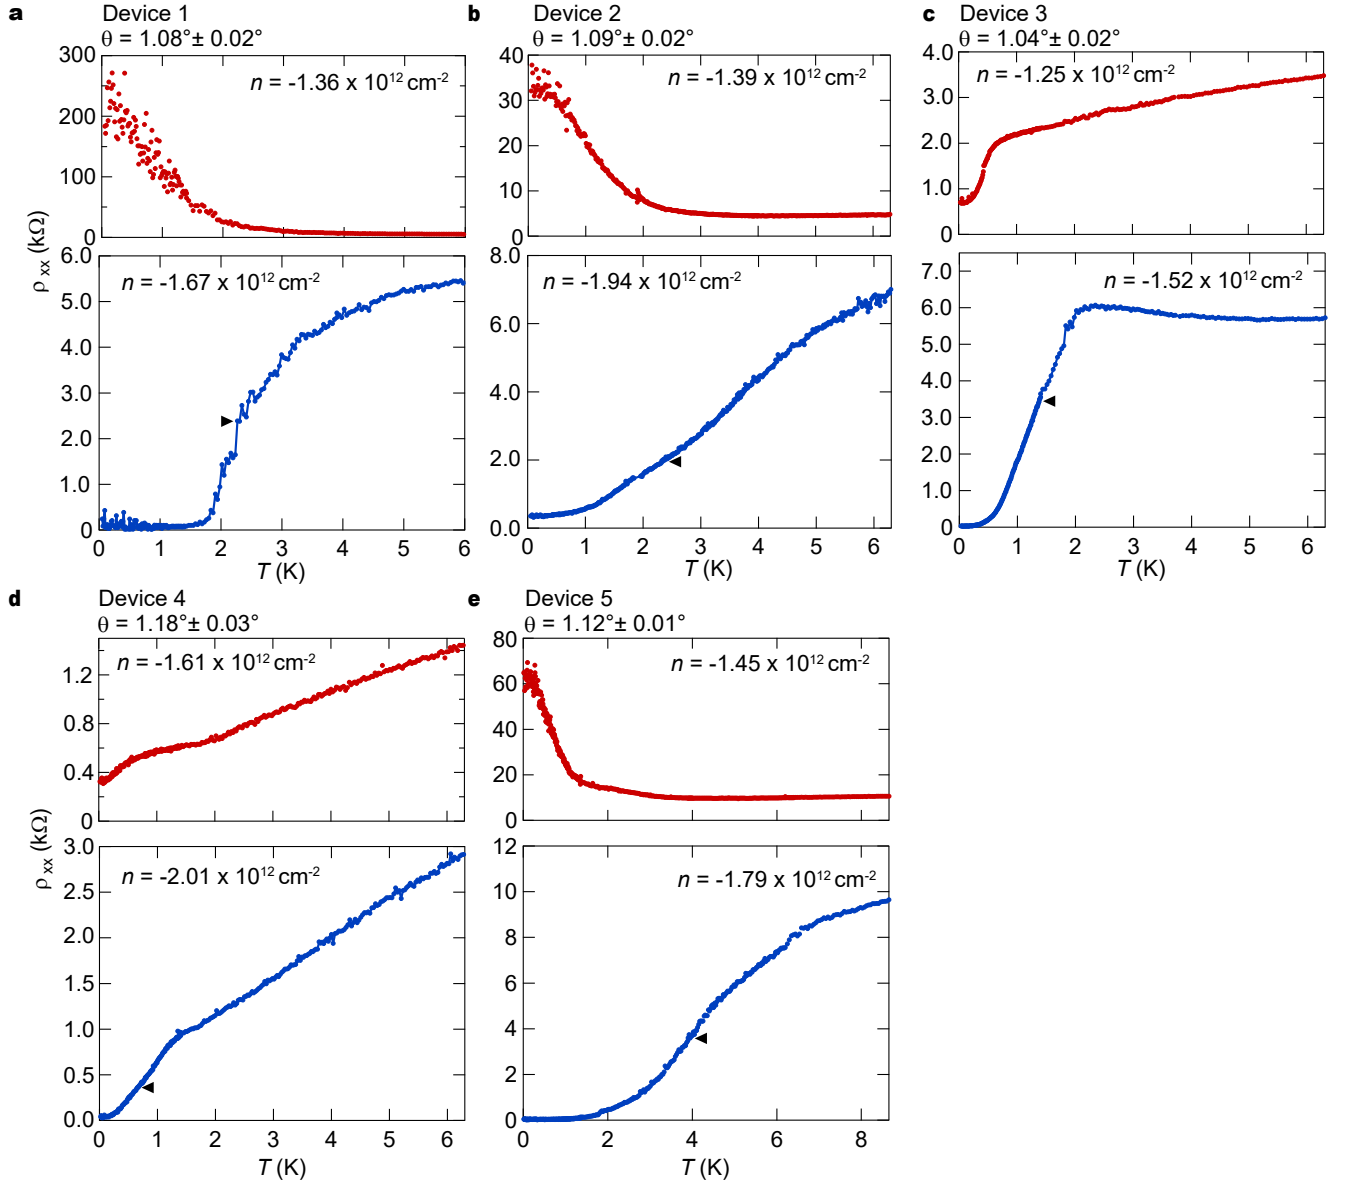 a Device 1
θ = 1.08°± 0.02°
300
200
100
0
n = -1.36 x 10¹² cm⁻²
ρxx (kΩ)
6.0
5.0
4.0
3.0
2.0
1.0
0
n = -1.67 x 10¹² cm⁻²
0 1 2 3 4 5 6
T (K)
b Device 2
θ = 1.09°± 0.02°
40
30
20
10
0
n = -1.39 x 10¹² cm⁻²
8.0
6.0
4.0
2.0
0.0
n = -1.94 x 10¹² cm⁻²
0 1 2 3 4 5 6
T (K)
c Device 3
θ = 1.04°± 0.02°
4.0
3.0
2.0
1.0
0
n = -1.25 x 10¹² cm⁻²
7.0
6.0
5.0
4.0
3.0
2.0
1.0
0
n = -1.52 x 10¹² cm⁻²
0 1 2 3 4 5 6
T (K)
d Device 4
θ = 1.18°± 0.03°
1.2
0.8
0.4
0
n = -1.61 x 10¹² cm⁻²
ρxx (kΩ)
3.0
2.5
2.0
1.5
1.0
0.5
0.0
n = -2.01 x 10¹² cm⁻²
0 1 2 3 4 5 6
T (K)
e Device 5
θ = 1.12°± 0.01°
80
60
40
20
0
n = -1.45 x 10¹² cm⁻²
12
10
8
6
4
2
0
n = -1.79 x 10¹² cm⁻²
0 2 4 6 8
T (K)